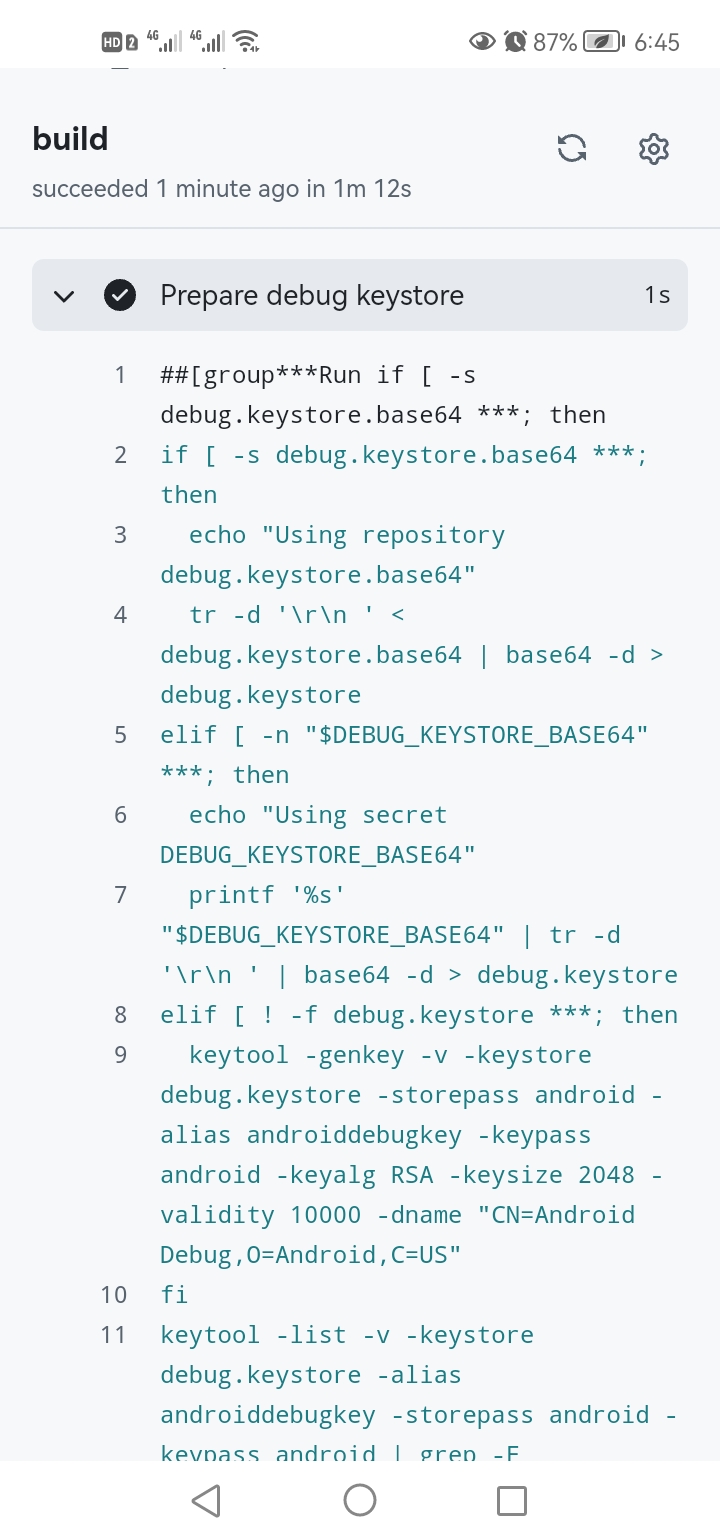 HD 2 4G 4G 87% 6:45
build
succeeded 1 minute ago in 1m 12s
Prepare debug keystore 1s
1 ##[group***Run if [ -s
debug.keystore.base64 ***; then
2 if [ -s debug.keystore.base64 ***;
then
3 echo "Using repository
debug.keystore.base64"
4 tr -d '\r\n ' <
debug.keystore.base64 | base64 -d >
debug.keystore
5 elif [ -n "$DEBUG_KEYSTORE_BASE64"
***; then
6 echo "Using secret
DEBUG_KEYSTORE_BASE64"
7 printf '%s'
"$DEBUG_KEYSTORE_BASE64" | tr -d
'\r\n ' | base64 -d > debug.keystore
8 elif [ ! -f debug.keystore ***; then
9 keytool -genkey -v -keystore
debug.keystore -storepass android -
alias androiddebugkey -keypass
android -keyalg RSA -keysize 2048 -
validity 10000 -dname "CN=Android
Debug,O=Android,C=US"
10 fi
11 keytool -list -v -keystore
debug.keystore -alias
androiddebugkey -storepass android -
keypass android | grep